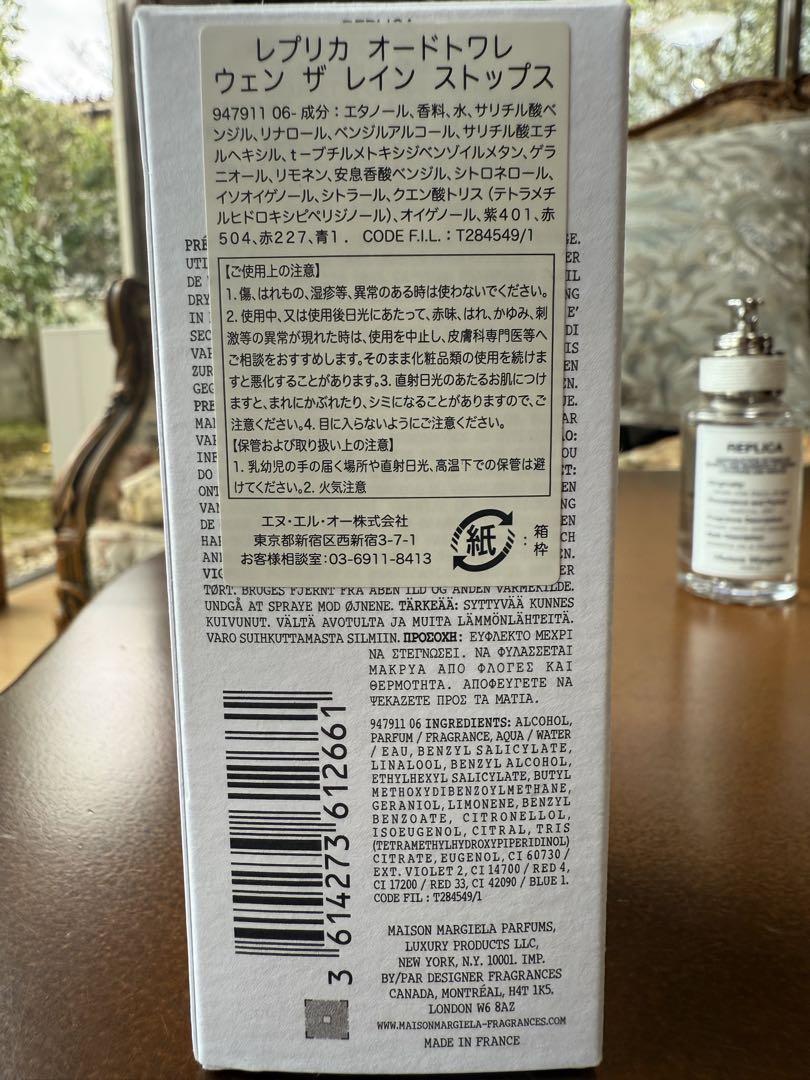 レプリカ オードトワレ
ウェン ザ レイン ストップス
947911 06- 成分：エタノール、香料、水、サリチル酸ベ
ンジル、リナロール、ベンジルアルコール、サリチル酸エチ
ルヘキシル、t－ブチルメトキシジベンゾイルメタン、ゲラ
ニオール、リモネン、安息香酸ベンジル、シトロネロール、
イソオイゲノール、シトラール、クエン酸トリス（テトラメチ
ルヒドロキシピペリジノール）、オイゲノール、紫401、赤
504、赤227、青1． CODE F.I.L. : T284549/1
【ご使用上の注意】
1. 傷、はれもの、湿疹等、異常のある時は使わないでください。
2. 使用中、又は使用後日光にあたって、赤味、はれ、かゆみ、刺
激等の異常が現れた時は、使用を中止し、皮膚科専門医等へ
ご相談をおすすめします。そのまま化粧品類の使用を続けま
すと悪化することがあります。3. 直射日光のあたるお肌につけ
ますと、まれにかぶれたり、シミになることがありますので、ご
注意ください。4. 目に入らないようにご注意ください。
【保管および取り扱い上の注意】
1. 乳幼児の手の届く場所や直射日光、高温下での保管は避
けてください。2. 火気注意
エヌ・エル・オー株式会社
東京都新宿区西新宿3-7-1
お客様相談室：03-6911-8413
紙
：箱
枠
TØRT. BRUGES FJERNT FRA ÅBEN ILD OG ANDEN VARMEKILDE.
UNDGÅ AT SPRAYE MOD ØJNENE. TÄRKEÄÄ: SYTTYVÄÄ KUNNES
KUIVUNUT. VÄLTÄ AVOTULTA JA MUITA LÄMMÖNLÄHTEITÄ.
VARO SUIHKUTTAMASTA SILMIIN. ΠΡΟΣΟΧΗ: ΕΥΦΛΕΚΤΟ ΜΕΧΡΙ
ΝΑ ΣΤΕΓΝΩΣΕΙ. ΝΑ ΦΥΛΑΣΣΕΤΑΙ
ΜΑΚΡΥΑ ΑΠΟ ΦΛΟΓΕΣ ΚΑΙ
ΘΕΡΜΟΤΗΤΑ. ΑΠΟΦΕΥΓΕΤΕ ΝΑ
ΨΕΚΑΖΕΤΕ ΠΡΟΣ ΤΑ ΜΑΤΙΑ.
947911 06 INGREDIENTS: ALCOHOL,
PARFUM / FRAGRANCE, AQUA / WATER
/ EAU, BENZYL SALICYLATE,
LINALOOL, BENZYL ALCOHOL,
ETHYLHEXYL SALICYLATE, BUTYL
METHOXYDIBENZOYLMETHANE,
GERANIOL, LIMONENE, BENZYL
BENZOATE, CITRONELLOL,
ISOEUGENOL, CITRAL, TRIS
(TETRAMETHYLHYDROXYPIPERIDINOL)
CITRATE, EUGENOL, CI 60730 /
EXT. VIOLET 2, CI 14700 / RED 4,
CI 17200 / RED 33, CI 42090 / BLUE 1.
CODE FIL : T284549/1
3 614273 612661
MAISON MARGIELA PARFUMS,
LUXURY PRODUCTS LLC,
NEW YORK, N.Y. 10001. IMP.
BY/PAR DESIGNER FRAGRANCES
CANADA, MONTRÉAL, H4T 1K5.
LONDON W6 8AZ
WWW.MAISONMARGIELA-FRAGRANCES.COM
MADE IN FRANCE
REPLICA